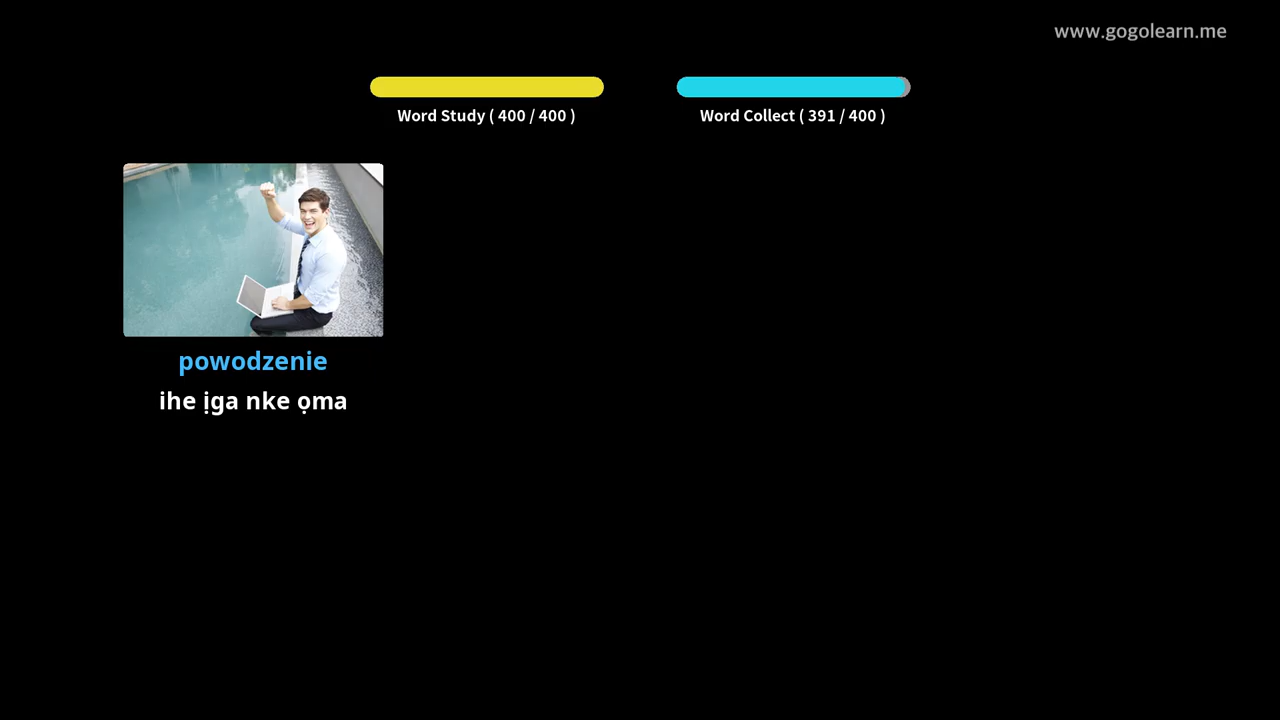 www.gogolearn.me
Word Study ( 400 / 400 )
Word Collect ( 391 / 400 )
powodzenie
ihe ịga nke ọma